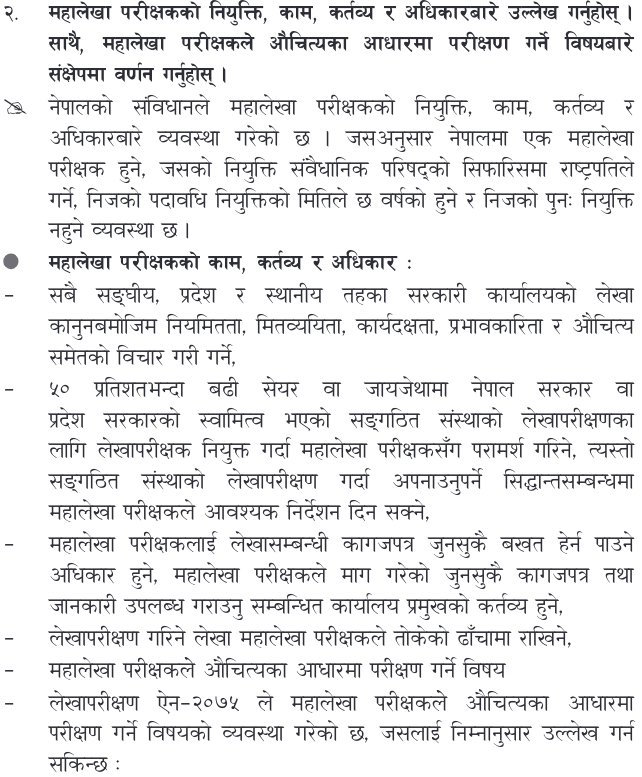 २. महालेखा परीक्षकको नियुक्ति, काम, कर्तव्य र अधिकारबारे उल्लेख गर्नुहोस् ।
साथै, महालेखा परीक्षकले औचित्यका आधारमा परीक्षण गर्ने विषयबारे
संक्षेपमा वर्णन गर्नुहोस् ।
नेपालको संविधानले महालेखा परीक्षकको नियुक्ति, काम, कर्तव्य र
अधिकारबारे व्यवस्था गरेको छ । जसअनुसार नेपालमा एक महालेखा
परीक्षक हुने, जसको नियुक्ति संवैधानिक परिषद्को सिफारिसमा राष्ट्रपतिले
गर्ने, निजको पदावधि नियुक्तिको मितिले छ वर्षको हुने र निजको पुनः नियुक्ति
नहुने व्यवस्था छ ।
● महालेखा परीक्षकको काम, कर्तव्य र अधिकार :
– सबै सङ्घीय, प्रदेश र स्थानीय तहका सरकारी कार्यालयको लेखा
कानुनबमोजिम नियमितता, मितव्ययिता, कार्यदक्षता, प्रभावकारिता र औचित्य
समेतको विचार गरी गर्ने,
– ५० प्रतिशतभन्दा बढी सेयर वा जायजेथामा नेपाल सरकार वा
प्रदेश सरकारको स्वामित्व भएको सङ्गठित संस्थाको लेखापरीक्षणका
लागि लेखापरीक्षक नियुक्त गर्दा महालेखा परीक्षकसँग परामर्श गरिने, त्यस्तो
सङ्गठित संस्थाको लेखापरीक्षण गर्दा अपनाउनुपर्ने सिद्धान्तसम्बन्धमा
महालेखा परीक्षकले आवश्यक निर्देशन दिन सक्ने,
– महालेखा परीक्षकलाई लेखासम्बन्धी कागजपत्र जुनसुकै बखत हेर्न पाउने
अधिकार हुने, महालेखा परीक्षकले माग गरेको जुनसुकै कागजपत्र तथा
जानकारी उपलब्ध गराउनु सम्बन्धित कार्यालय प्रमुखको कर्तव्य हुने,
– लेखापरीक्षण गरिने लेखा महालेखा परीक्षकले तोकेको ढाँचामा राखिने,
– महालेखा परीक्षकले औचित्यका आधारमा परीक्षण गर्ने विषय
– लेखापरीक्षण ऐन–२०७५ ले महालेखा परीक्षकले औचित्यका आधारमा
परीक्षण गर्ने विषयको व्यवस्था गरेको छ, जसलाई निम्नानुसार उल्लेख गर्न
सकिन्छ :